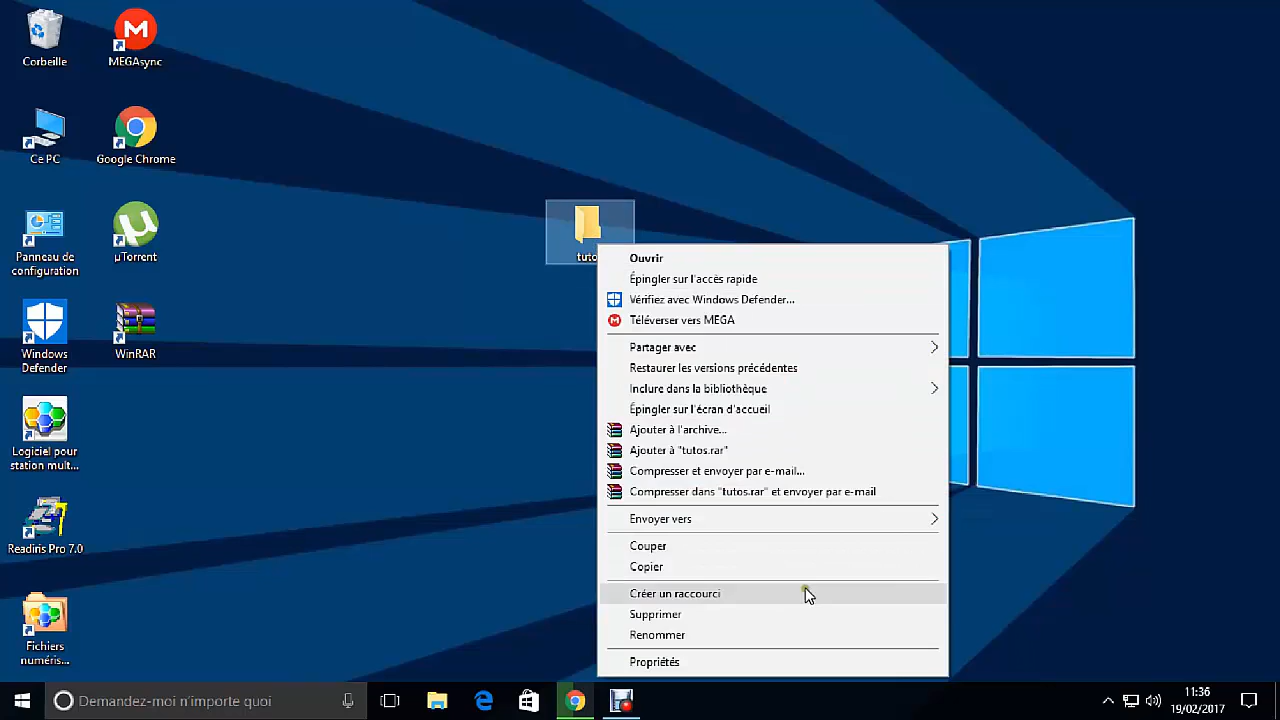 Corbeille
MEGAsync
Ce PC
Google Chrome
Panneau de
configuration
µTorrent
Windows
Defender
WinRAR
Logiciel pour
station mult...
Readiris Pro 7.0
Fichiers
numéris...
tuto
Ouvrir
Épingler sur l'accès rapide
Vérifiez avec Windows Defender...
Téléverser vers MEGA
Partager avec
Restaurer les versions précédentes
Inclure dans la bibliothèque
Épingler sur l'écran d'accueil
Ajouter à l'archive...
Ajouter à "tutos.rar"
Compresser et envoyer par e-mail...
Compresser dans "tutos.rar" et envoyer par e-mail
Envoyer vers
Couper
Copier
Créer un raccourci
Supprimer
Renommer
Propriétés
Demandez-moi n'importe quoi
11:36
19/02/2017